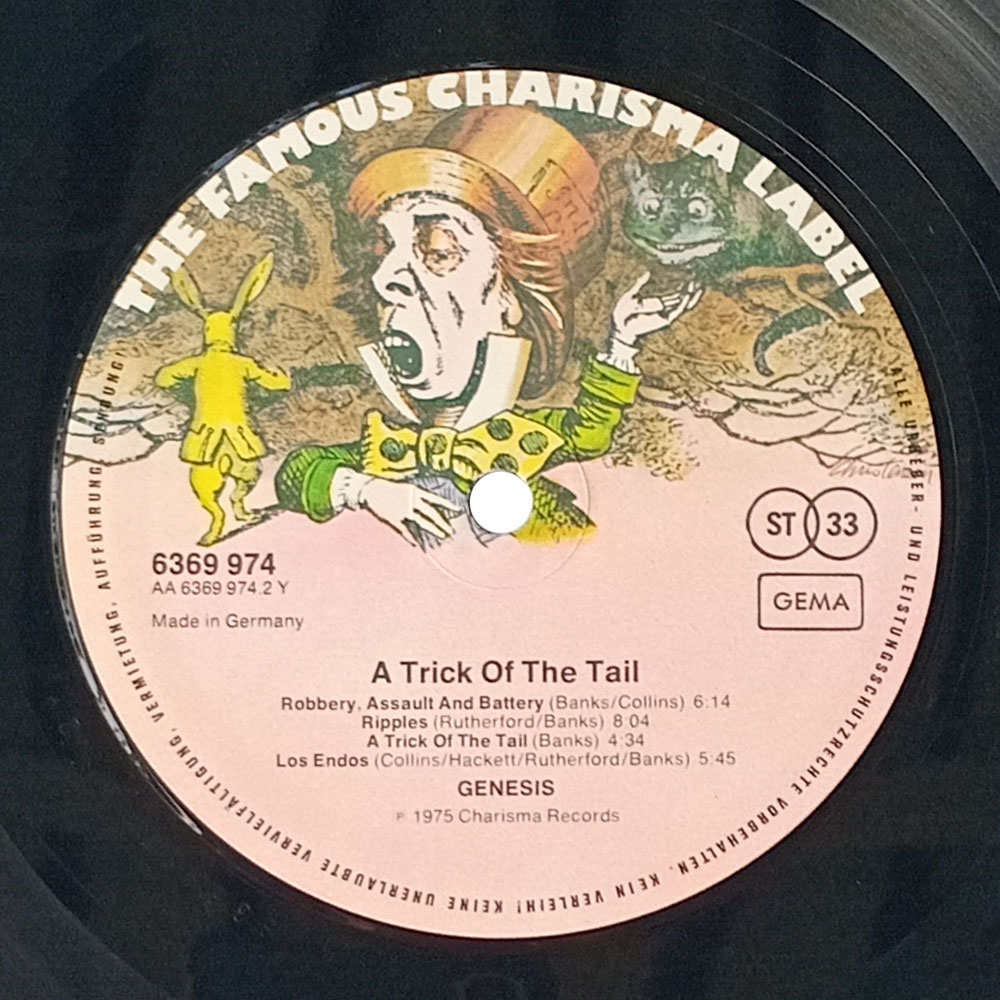 THE FAMOUS CHARISMA LABEL
ST 33
6369 974
AA 6369 974.2 Y
GEMA
Made in Germany
A Trick Of The Tail
Robbery, Assault And Battery (Banks/Collins) 6:14
Ripples (Rutherford/Banks) 8:04
A Trick Of The Tail (Banks) 4:34
Los Endos (Collins/Hackett/Rutherford/Banks) 5:45
GENESIS
℗ 1975 Charisma Records
ALLE URHEBER- UND LEISTUNGSSCHUTZRECHTE VORBEHALTEN. KEIN VERLEIH! KEINE UNERLAUBTE VERVIELFÄLTIGUNG, VERMIETUNG, AUFFÜHRUNG, SENDUNG!